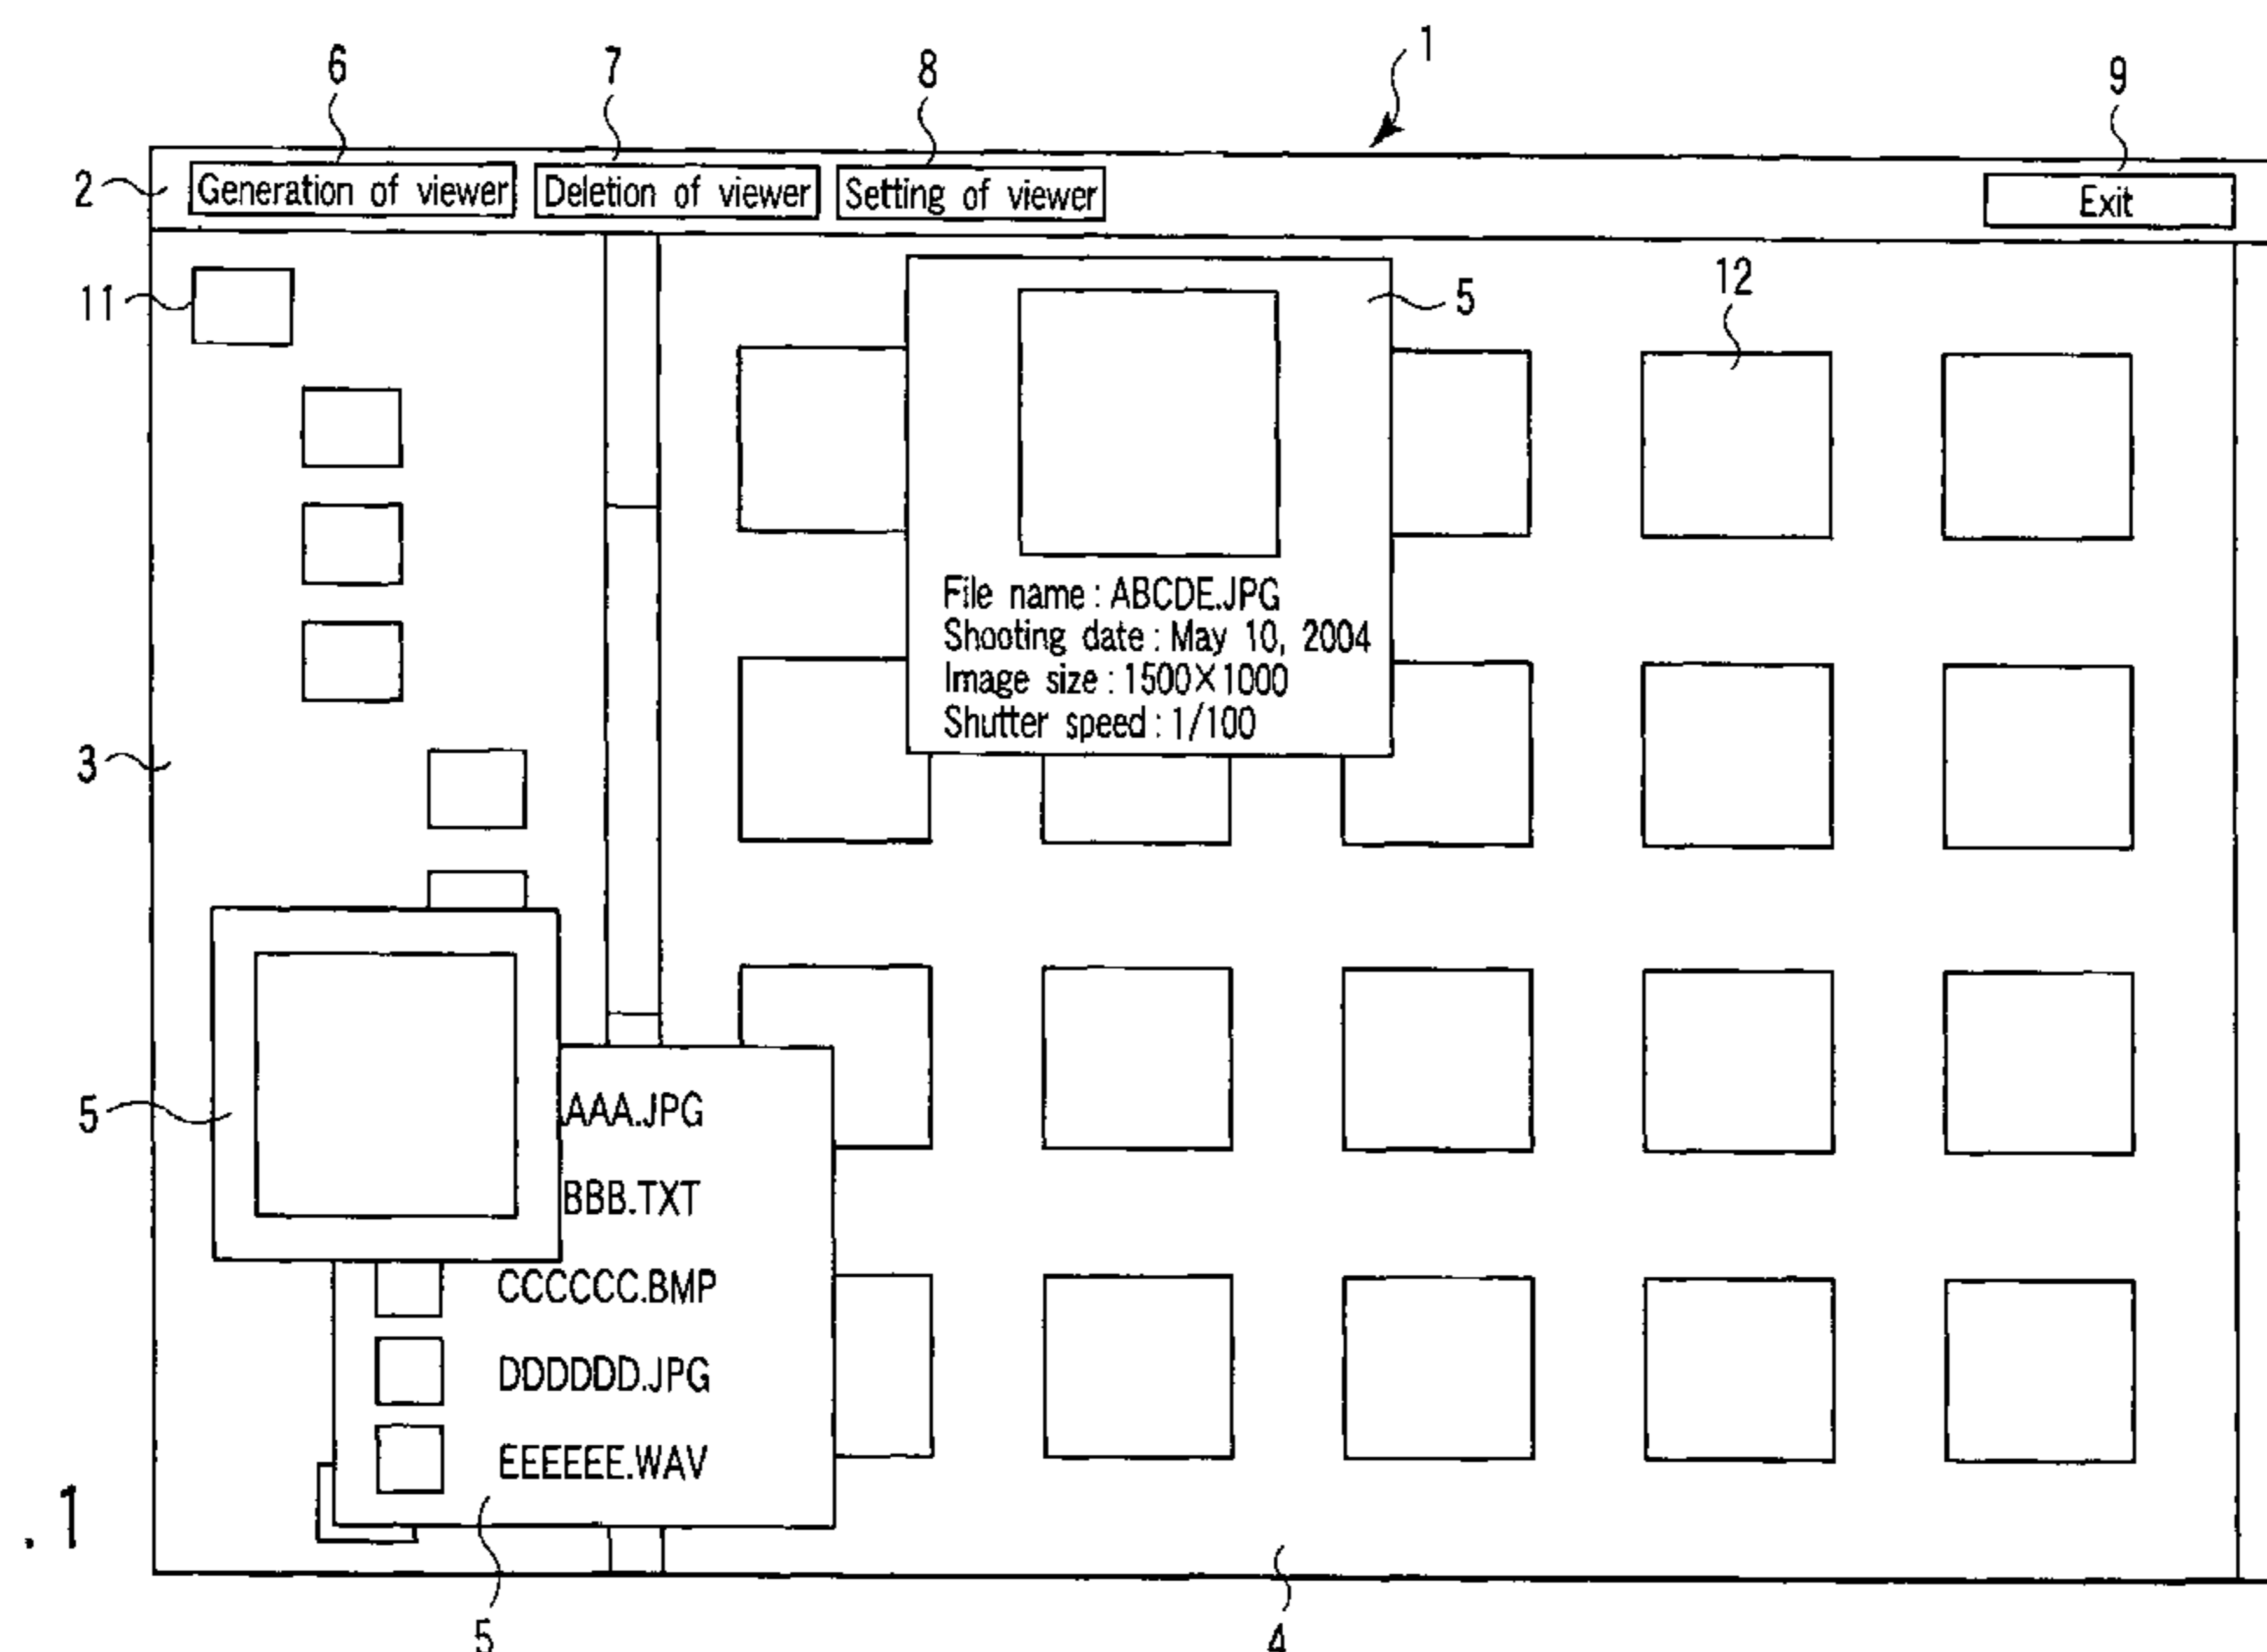 1
6
7
8
9
2
Generation of viewer
Deletion of viewer
Setting of viewer
Exit
11
5
12
File name : ABCDE.JPG
Shooting date : May 10, 2004
Image size : 1500×1000
Shutter speed : 1/100
3
5
AAA.JPG
BBB.TXT
CCCCCC.BMP
DDDDDD.JPG
EEEEEE.WAV
.1
5
4